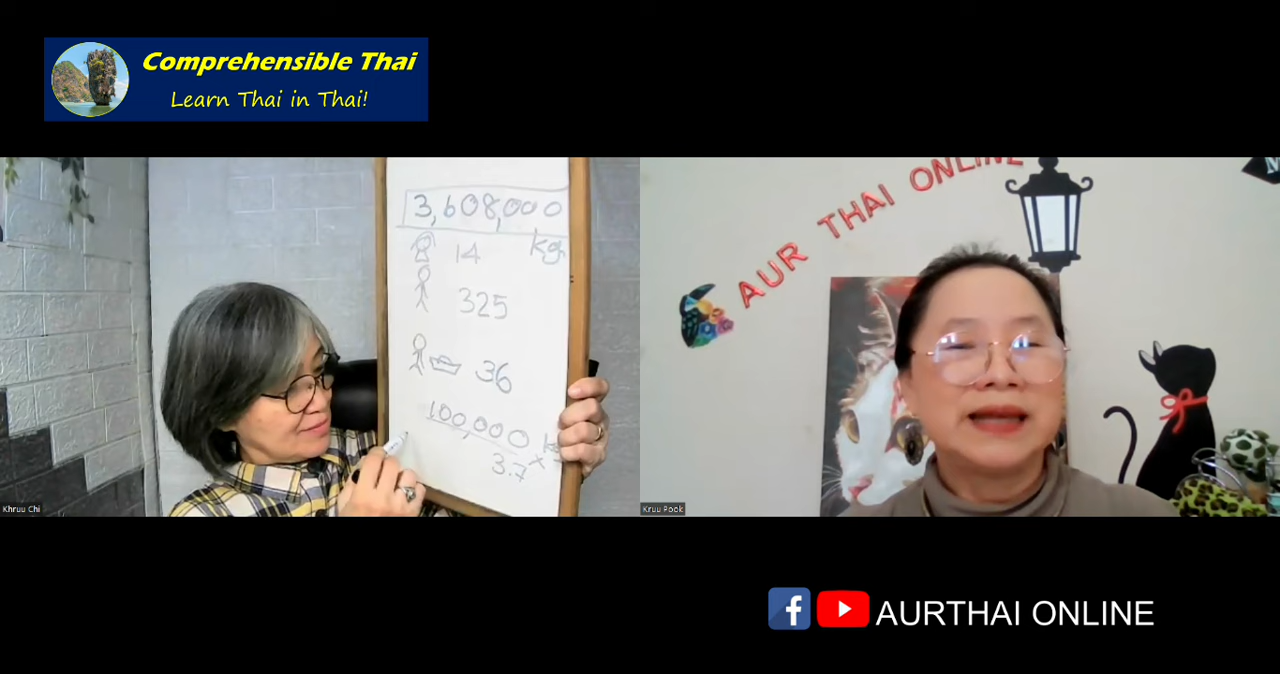 Comprehensible Thai
Learn Thai in Thai!
3,608,000
kg
14
325
36
100,000
3.7 x
Khruu Chi
AUR THAI ONLINE
Kruu Pook
AURTHAI ONLINE